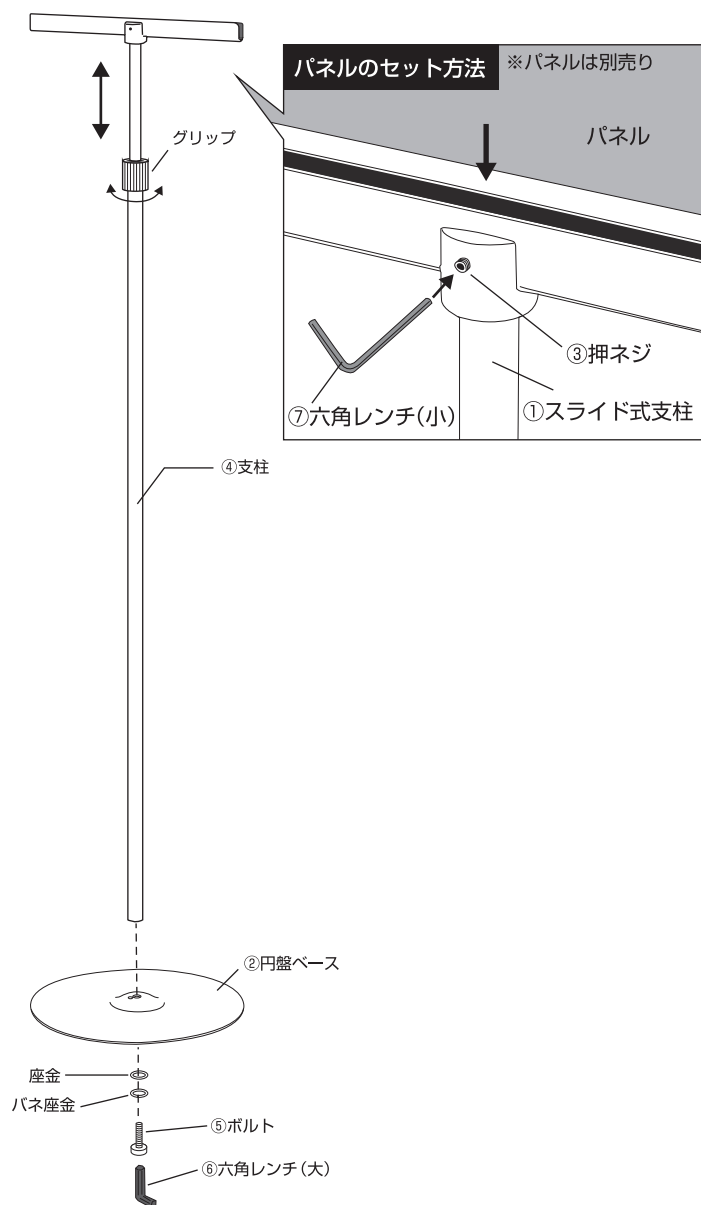 パネルのセット方法
※パネルは別売り
パネル
グリップ
③押ネジ
①スライド式支柱
⑦六角レンチ(小)
④支柱
②円盤ベース
座金
バネ座金
⑤ボルト
⑥六角レンチ(大)